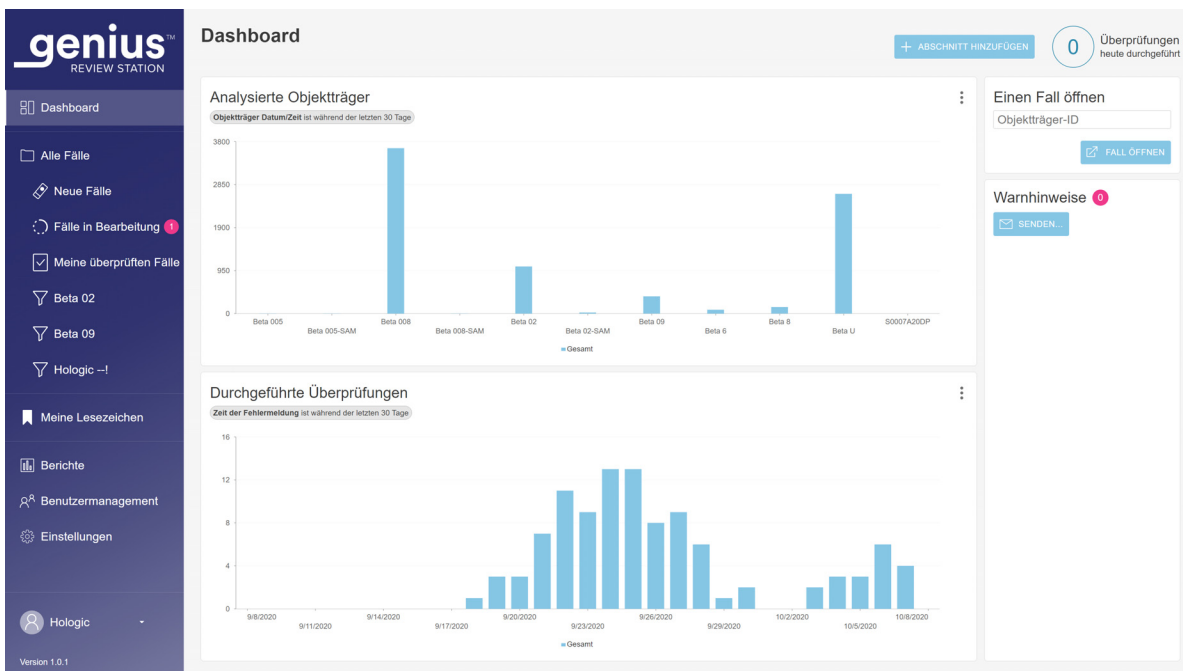 genius™
REVIEW STATION
Dashboard
Alle Fälle
Neue Fälle
Fälle in Bearbeitung 1
Meine überprüften Fälle
Beta 02
Beta 09
Hologic --!
Meine Lesezeichen
Berichte
Benutzermanagement
Einstellungen
Hologic
Version 1.0.1
Dashboard
+ ABSCHNITT HINZUFÜGEN
0
Überprüfungen
heute durchgeführt
Analysierte Objektträger
Objektträger Datum/Zeit ist während der letzten 30 Tage
3800
2850
1900
950
0
Beta 005
Beta 005-SAM
Beta 008
Beta 008-SAM
Beta 02
Beta 02-SAM
Beta 09
Beta 6
Beta 8
Beta U
S0007A20DP
Gesamt
Durchgeführte Überprüfungen
Zeit der Fehlermeldung ist während der letzten 30 Tage
16
12
8
4
0
9/8/2020
9/11/2020
9/14/2020
9/17/2020
9/20/2020
9/23/2020
9/26/2020
9/29/2020
10/2/2020
10/5/2020
10/8/2020
Gesamt
Einen Fall öffnen
Objektträger-ID
FALL ÖFFNEN
Warnhinweise 0
SENDEN...